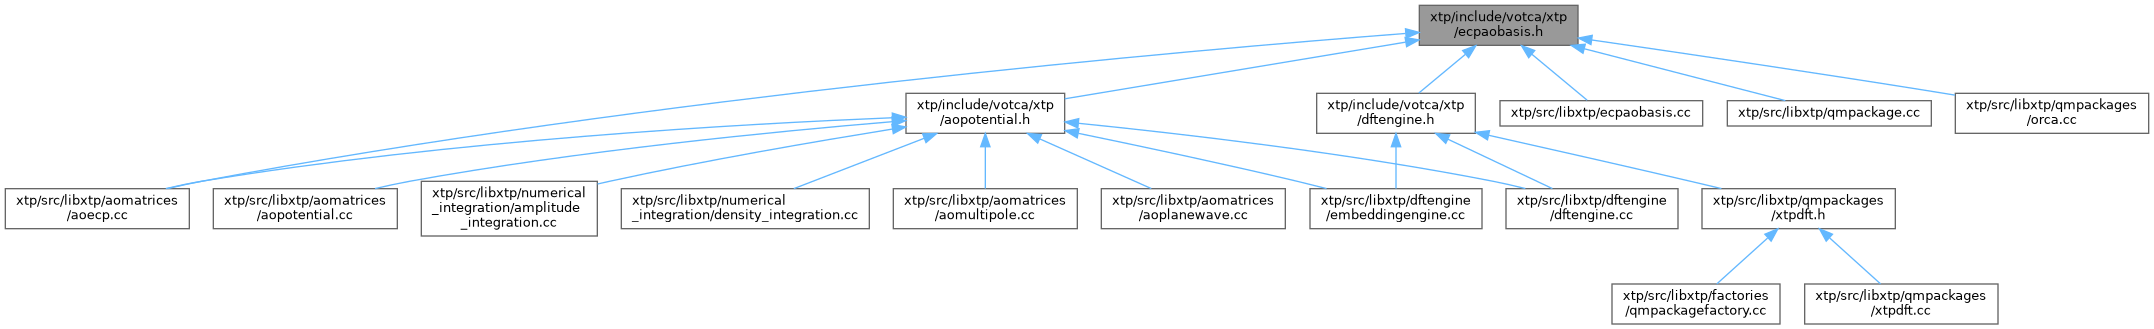 xtp/include/votca/xtp
/ecpaobasis.h
xtp/include/votca/xtp
/aopotential.h
xtp/include/votca/xtp
/dftengine.h
xtp/src/libxtp/ecpaobasis.cc
xtp/src/libxtp/qmpackage.cc
xtp/src/libxtp/qmpackages
/orca.cc
xtp/src/libxtp/aomatrices
/aoecp.cc
xtp/src/libxtp/aomatrices
/aopotential.cc
xtp/src/libxtp/numerical
_integration/amplitude
_integration.cc
xtp/src/libxtp/numerical
_integration/density_integration.cc
xtp/src/libxtp/aomatrices
/aomultipole.cc
xtp/src/libxtp/aomatrices
/aoplanewave.cc
xtp/src/libxtp/dftengine
/embeddingengine.cc
xtp/src/libxtp/dftengine
/dftengine.cc
xtp/src/libxtp/qmpackages
/xtpdft.h
xtp/src/libxtp/factories
/qmpackagefactory.cc
xtp/src/libxtp/qmpackages
/xtpdft.cc